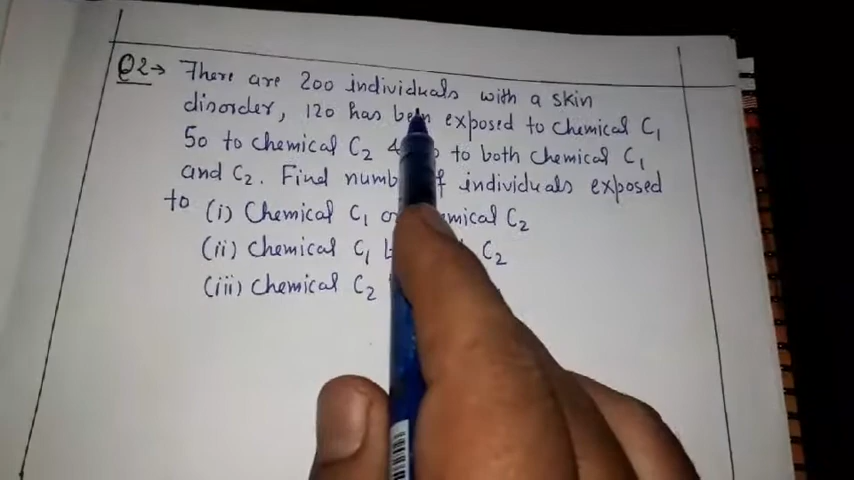 Q2→ There are 200 individuals with a skin
disorder, 120 has been exposed to chemical C₁
50 to chemical C₂ to both chemical C₁
and C₂. Find individuals exposed
to (i) Chemical C₁ chemical C₂
(ii) Chemical C₁ C₂
(iii) Chemical C₂